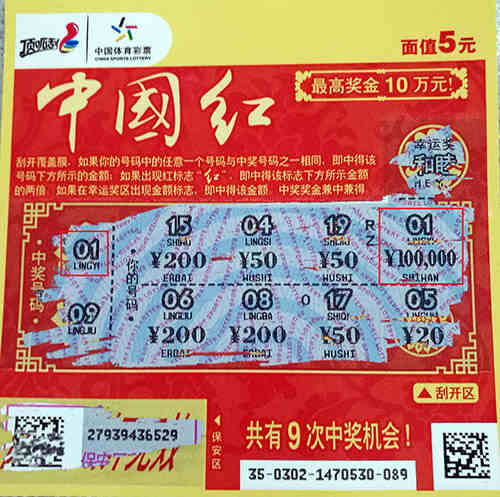 顶呱刮
中国体育彩票
CHINA SPORTS LOTTERY
面值5元
中國红
最高奖金10万元!
刮开覆盖膜,如果你的号码中的任意一个号码与中奖号码之一相同,即中得该
号码下方所示的金额;如果出现红标志“红”,即中得该标志下方所示金额
的两倍;如果在幸运奖区出现金额标志,即中得该金额。中奖奖金兼中兼得。
幸运奖
和睦
HE
中奖号码
01
LINGYI
09
LINGJIU
你的号码
15
SHIWU
¥200
ERBAI
04
LINGSI
¥50
WUSHI
19
SHIJIU
¥50
WUSHI
RZ
01
¥100,000
SHIWAN
06
LINGLIU
¥200
ERBAI
08
LINGBA
¥200
ERBAI
0
17
SHIQI
¥50
WUSHI
05
¥20
▲刮开区
27939436529
保安区
共有9次中奖机会!
35-0302-1470530-089